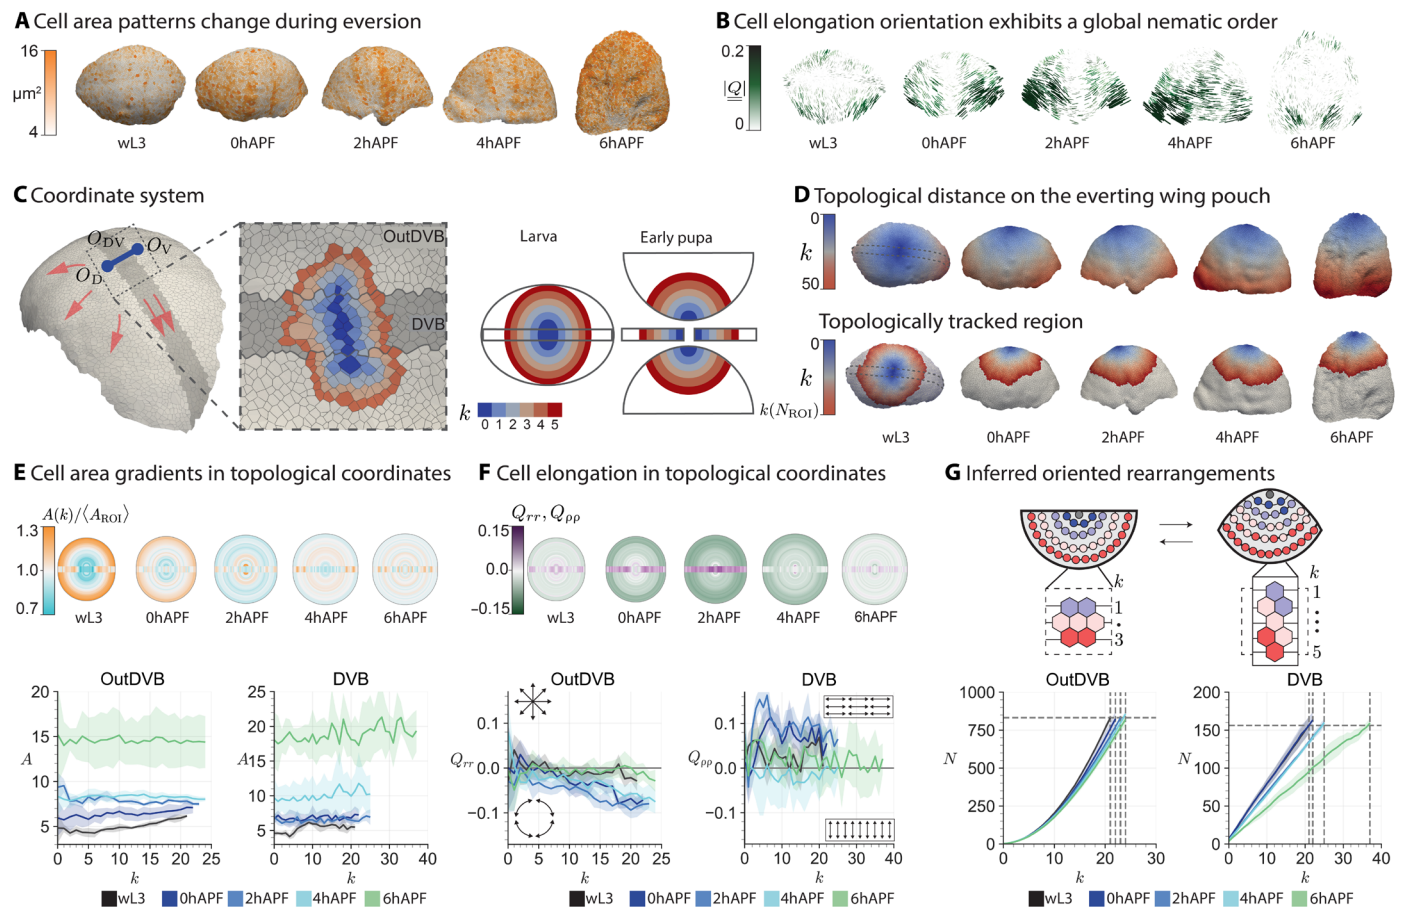 A Cell area patterns change during eversion
16
μm²
4
wL3
0hAPF
2hAPF
4hAPF
6hAPF
B Cell elongation orientation exhibits a global nematic order
0.2
|Q|
0
wL3
0hAPF
2hAPF
4hAPF
6hAPF
C Coordinate system
O_DV
O_V
O_D
OutDVB
DVB
Larva
Early pupa
k
0 1 2 3 4 5
D Topological distance on the everting wing pouch
0
k
50
Topologically tracked region
0
k
k(N_ROI)
wL3
0hAPF
2hAPF
4hAPF
6hAPF
E Cell area gradients in topological coordinates
A(k)/⟨A_ROI⟩
1.3
1.0
0.7
wL3
0hAPF
2hAPF
4hAPF
6hAPF
OutDVB
20
15
A
10
5
0 5 10 15 20 25
k
DVB
25
20
A15
10
5
0 10 20 30 40
k
wL3 0hAPF 2hAPF 4hAPF 6hAPF
F Cell elongation in topological coordinates
Q_rr, Q_ρρ
0.15
0.0
−0.15
wL3
0hAPF
2hAPF
4hAPF
6hAPF
OutDVB
0.1
Q_rr 0.0
−0.1
0 5 10 15 20 25
k
DVB
0.1
Q_ρρ 0.0
−0.1
0 10 20 30 40
k
wL3 0hAPF 2hAPF 4hAPF 6hAPF
G Inferred oriented rearrangements
k
1
3
k
1
5
OutDVB
1000
750
N
500
250
0
0 10 20 30
k
DVB
200
150
N
100
50
0
0 10 20 30 40
k
wL3 0hAPF 2hAPF 4hAPF 6hAPF